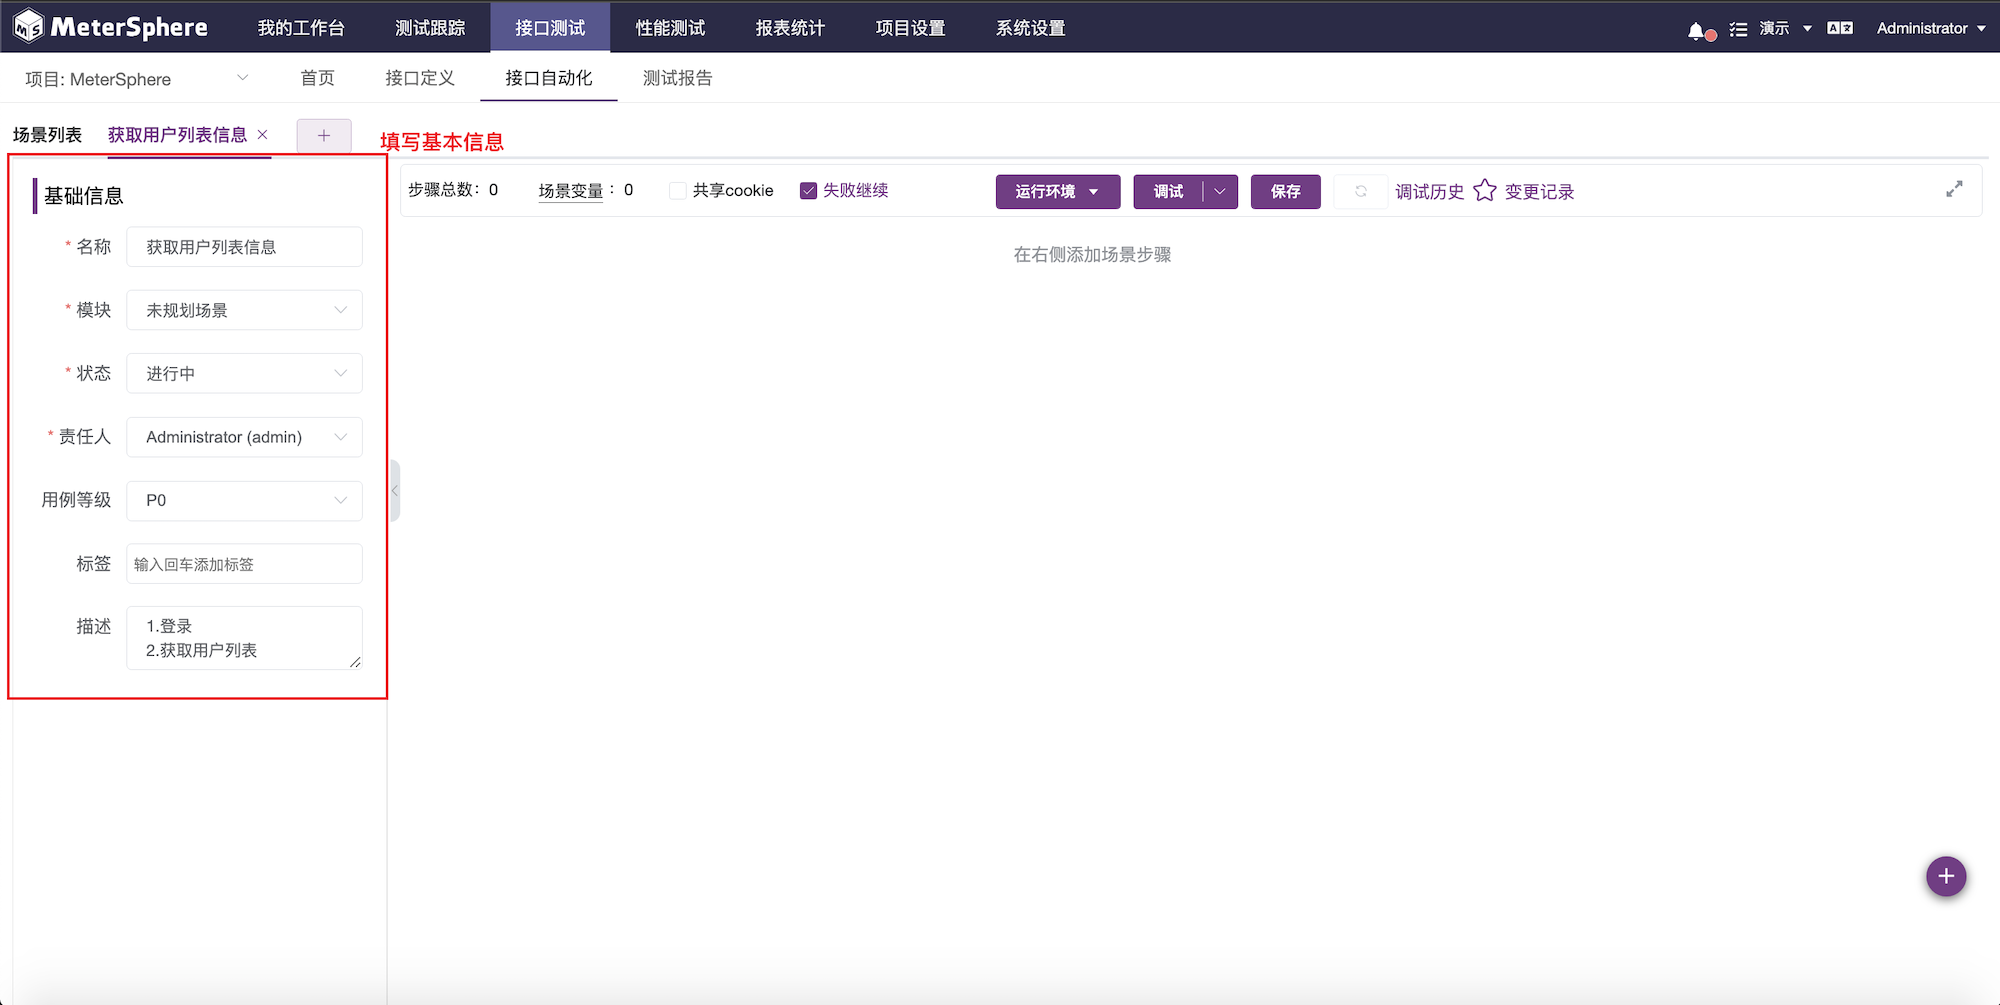 MeterSphere 我的工作台 测试跟踪 接口测试 性能测试 报表统计 项目设置 系统设置 演示 Administrator
项目: MeterSphere 首页 接口定义 接口自动化 测试报告
场景列表 获取用户列表信息 填写基本信息
基础信息
* 名称 获取用户列表信息
* 模块 未规划场景
* 状态 进行中
* 责任人 Administrator (admin)
用例等级 P0
标签 输入回车添加标签
描述 1.登录
2.获取用户列表
步骤总数: 0 场景变量 : 0 共享cookie 失败继续 运行环境 调试 保存 调试历史 变更记录
在右侧添加场景步骤